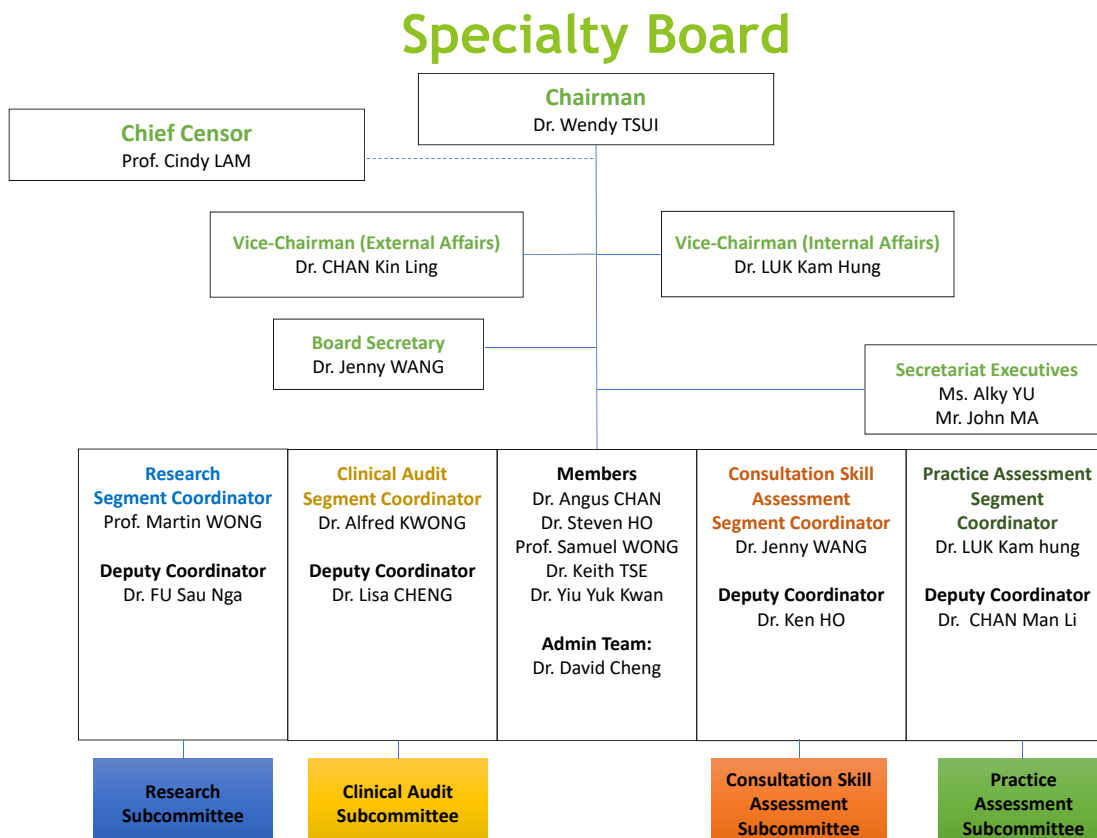 Specialty Board
Chairman
Dr. Wendy TSUI
Chief Censor
Prof. Cindy LAM
Vice-Chairman (External Affairs)
Dr. CHAN Kin Ling
Vice-Chairman (Internal Affairs)
Dr. LUK Kam Hung
Board Secretary
Dr. Jenny WANG
Secretariat Executives
Ms. Alky YU
Mr. John MA
Research
Segment Coordinator
Prof. Martin WONG
Deputy Coordinator
Dr. FU Sau Nga
Clinical Audit
Segment Coordinator
Dr. Alfred KWONG
Deputy Coordinator
Dr. Lisa CHENG
Members
Dr. Angus CHAN
Dr. Steven HO
Prof. Samuel WONG
Dr. Keith TSE
Dr. Yiu Yuk Kwan
Admin Team:
Dr. David Cheng
Consultation Skill
Assessment
Segment Coordinator
Dr. Jenny WANG
Deputy Coordinator
Dr. Ken HO
Practice Assessment
Segment
Coordinator
Dr. LUK Kam hung
Deputy Coordinator
Dr. CHAN Man Li
Research
Subcommittee
Clinical Audit
Subcommittee
Consultation Skill
Assessment
Subcommittee
Practice
Assessment
Subcommittee